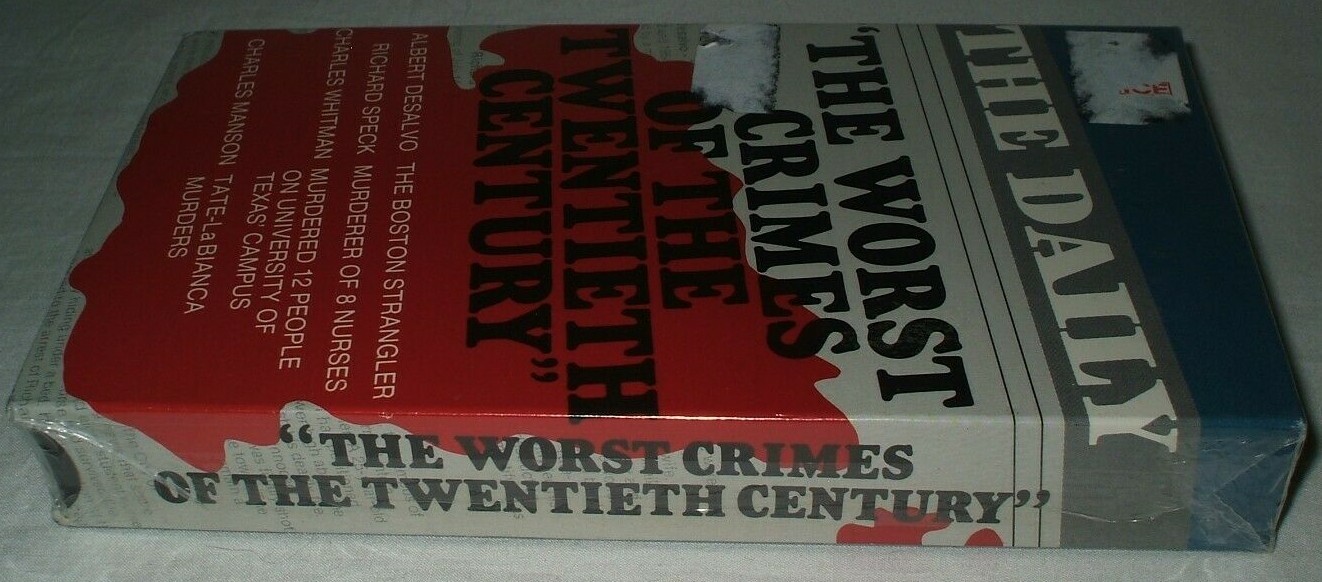 THE DAILY
"THE WORST
CRIMES
OF THE
TWENTIETH
CENTURY"
ALBERT DESALVO THE BOSTON STRANGLER
RICHARD SPECK MURDERER OF 8 NURSES
CHARLES WHITMAN MURDERED 12 PEOPLE
ON UNIVERSITY OF
TEXAS' CAMPUS
CHARLES MANSON TATE-LaBIANCA
MURDERS
"THE WORST CRIMES
OF THE TWENTIETH CENTURY"